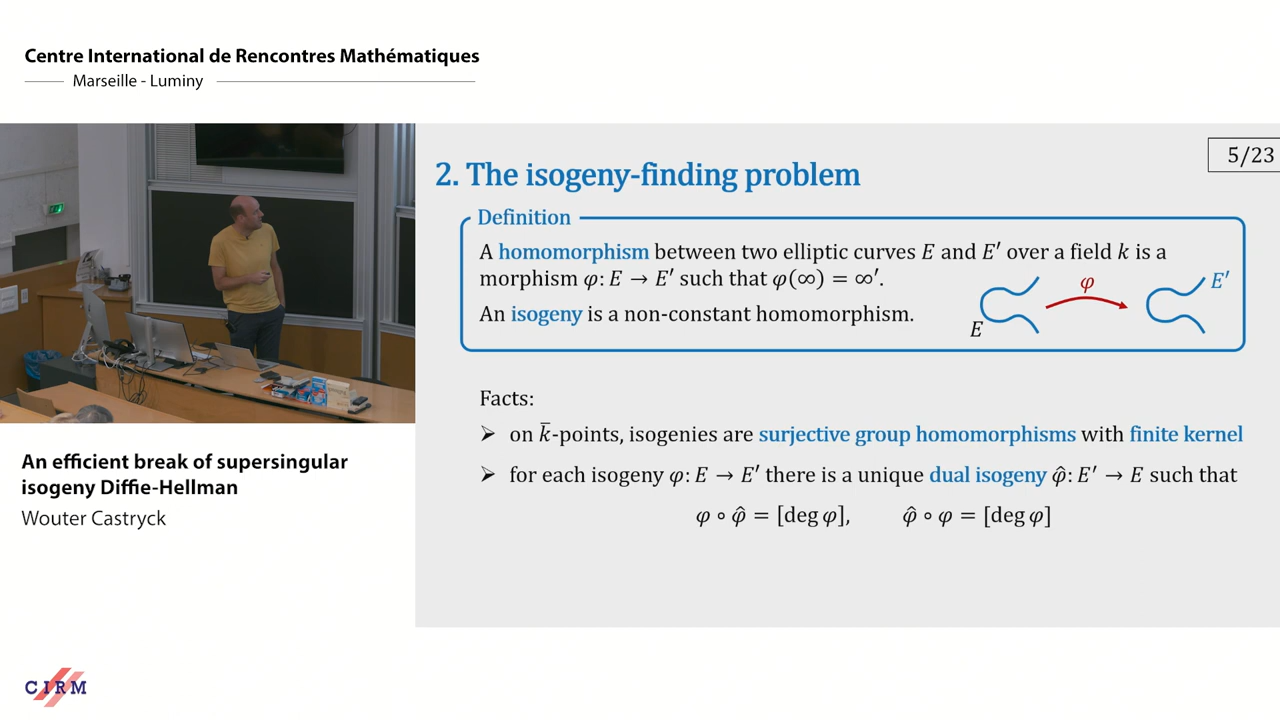 Centre International de Rencontres Mathématiques
Marseille - Luminy
5/23
2. The isogeny-finding problem
Definition
A homomorphism between two elliptic curves E and E′ over a field k is a
morphism φ: E → E′ such that φ(∞) = ∞′.
An isogeny is a non-constant homomorphism.
φ
E′
E
Facts:
➢ on k̄-points, isogenies are surjective group homomorphisms with finite kernel
➢ for each isogeny φ: E → E′ there is a unique dual isogeny φ̂: E′ → E such that
φ ∘ φ̂ = [deg φ], φ̂ ∘ φ = [deg φ]
An efficient break of supersingular
isogeny Diffie-Hellman
Wouter Castryck
CIRM